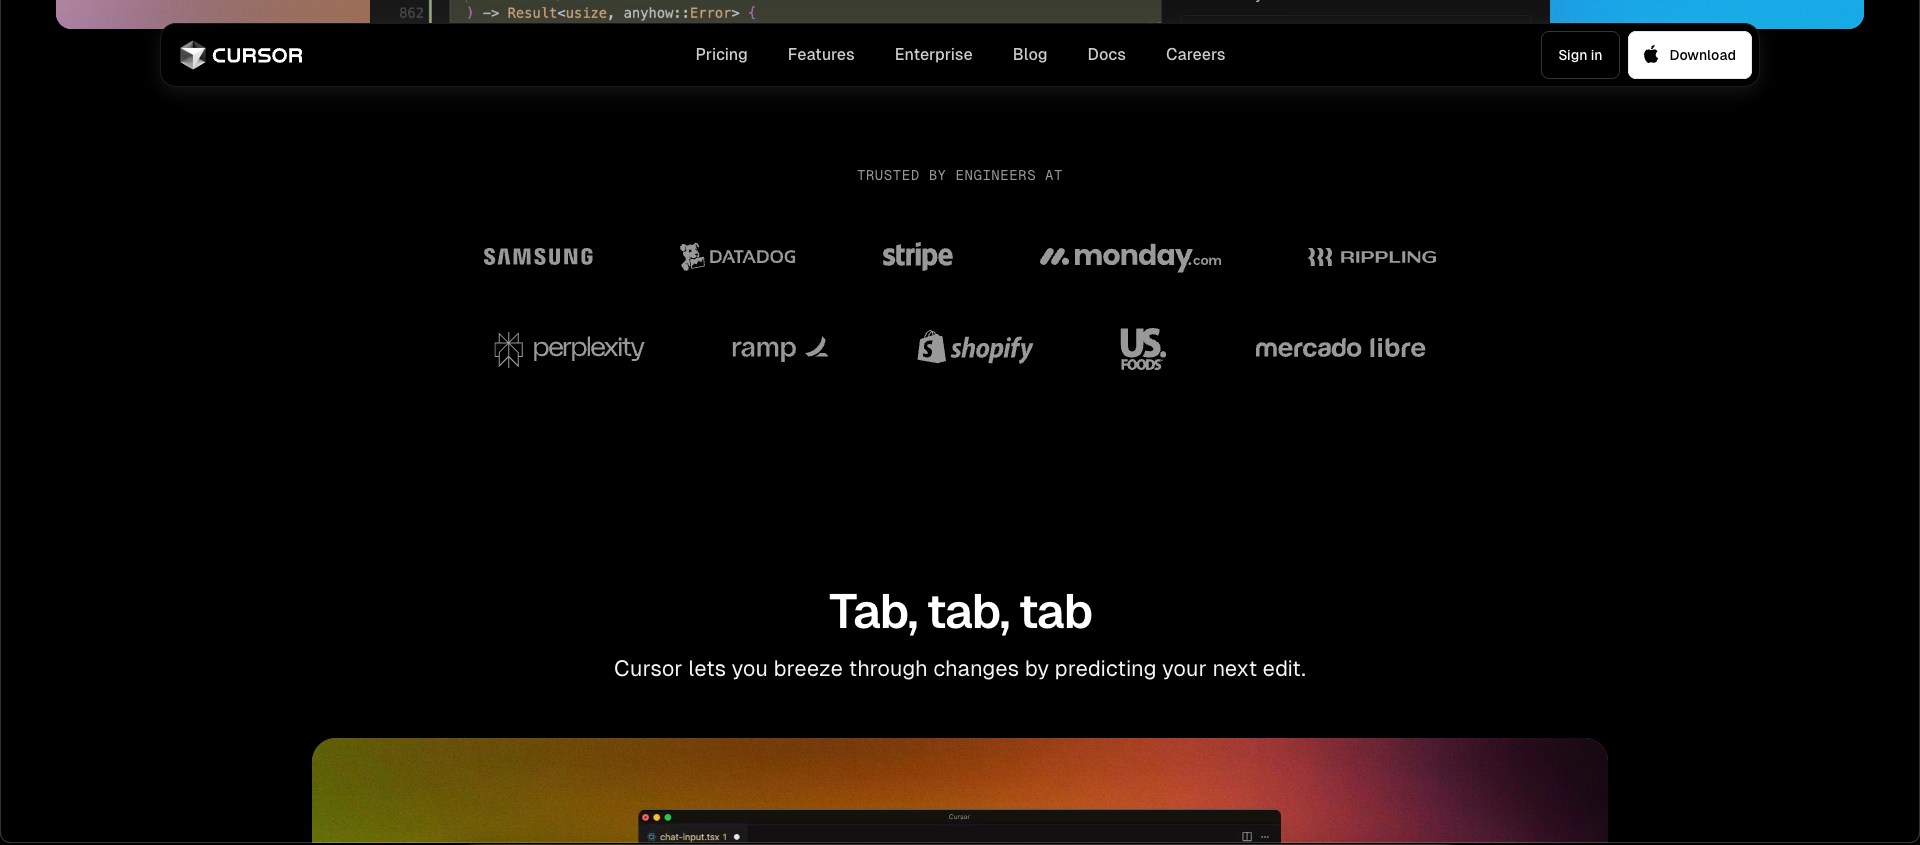 862 ) -> Result<usize, anyhow::Error> {
CURSOR Pricing Features Enterprise Blog Docs Careers Sign in Download
TRUSTED BY ENGINEERS AT
SAMSUNG DATADOG stripe monday.com RIPPLING
perplexity ramp shopify US. FOODS mercado libre
Tab, tab, tab
Cursor lets you breeze through changes by predicting your next edit.
Cursor
chat-input.tsx 1